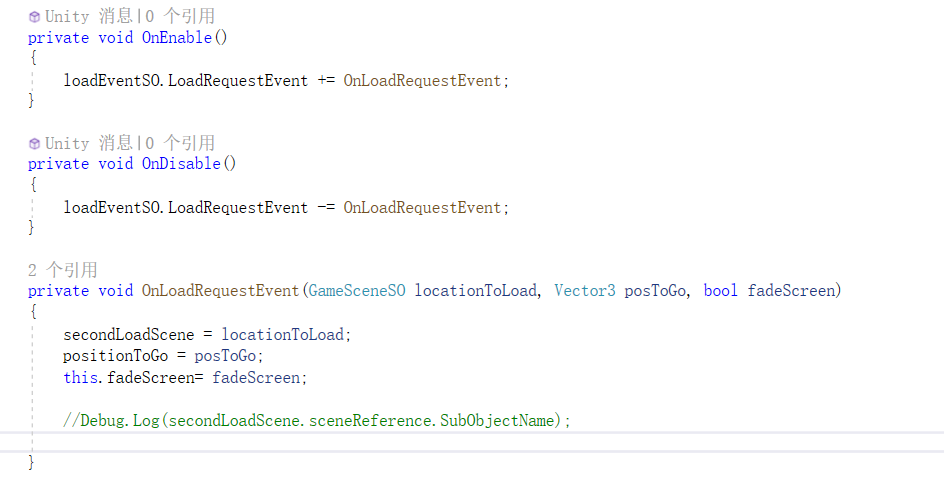 Unity 消息|0 个引用
private void OnEnable()
{
loadEventSO.LoadRequestEvent += OnLoadRequestEvent;
}
Unity 消息|0 个引用
private void OnDisable()
{
loadEventSO.LoadRequestEvent -= OnLoadRequestEvent;
}
2 个引用
private void OnLoadRequestEvent(GameSceneSO locationToLoad, Vector3 posToGo, bool fadeScreen)
{
secondLoadScene = locationToLoad;
positionToGo = posToGo;
this.fadeScreen= fadeScreen;
//Debug.Log(secondLoadScene.sceneReference.SubObjectName);
}